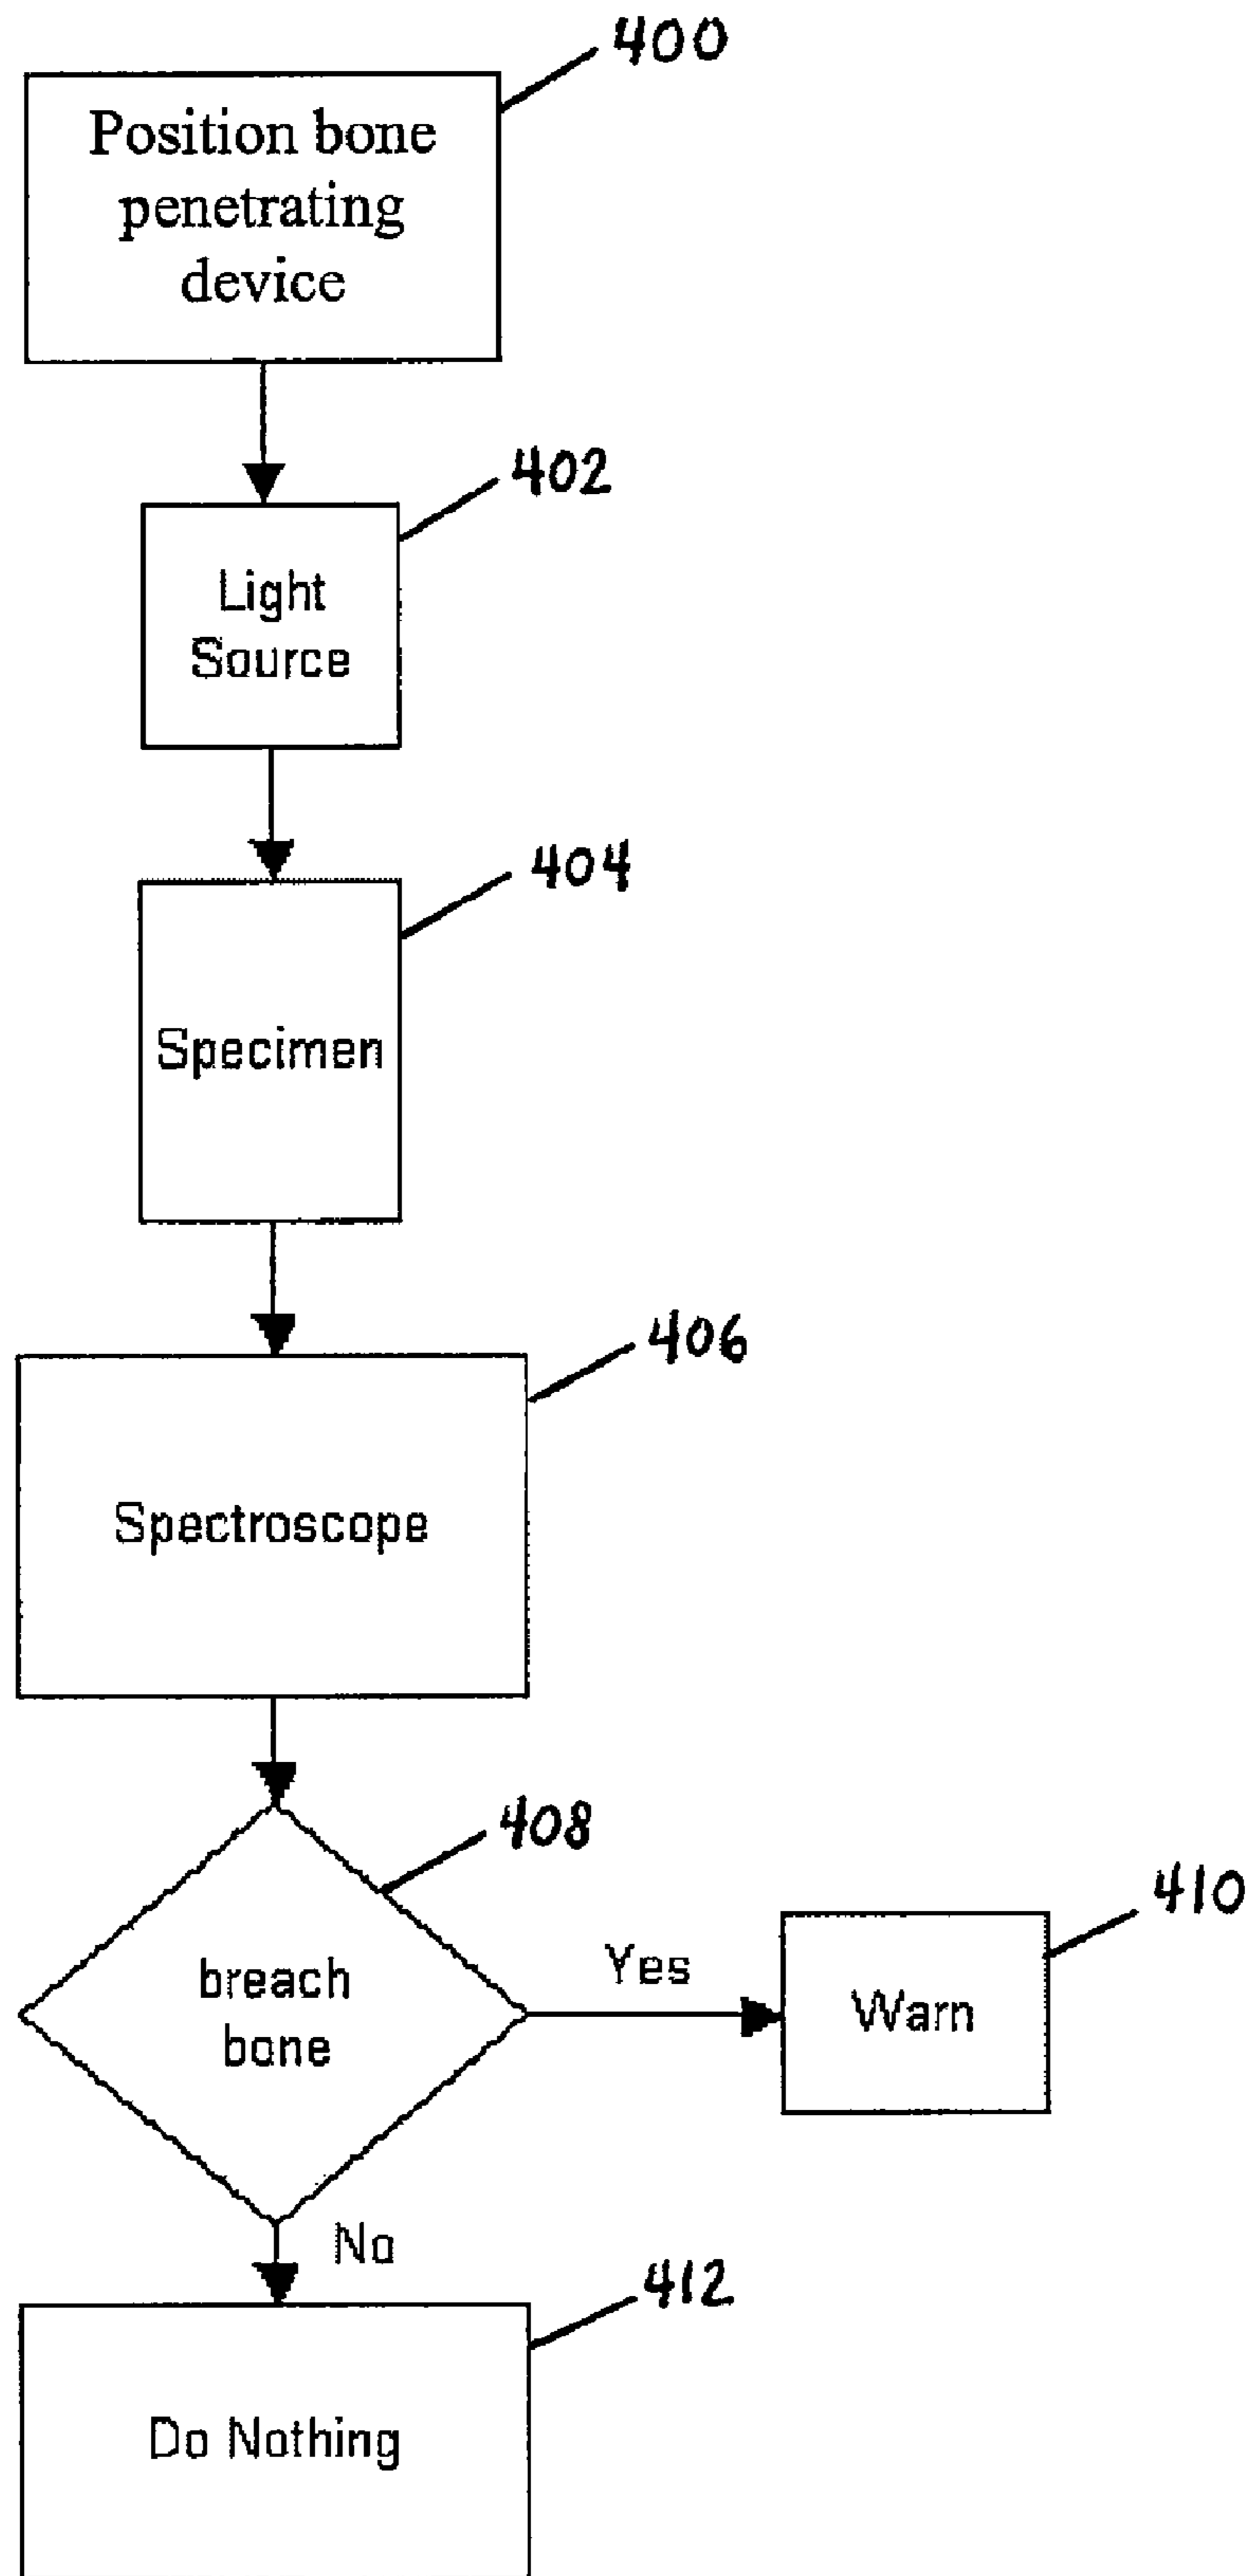 400
Position bone
penetrating
device
402
Light
Source
404
Specimen
406
Spectroscope
408
breach
bone
Yes
410
Warn
No
412
Do Nothing